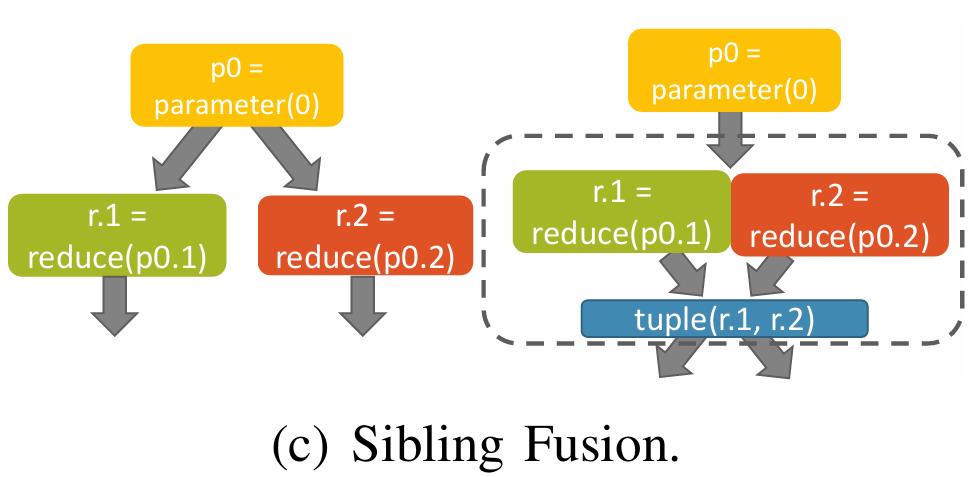 p0 =
parameter(0)
r.1 =
reduce(p0.1)
r.2 =
reduce(p0.2)
p0 =
parameter(0)
r.1 =
reduce(p0.1)
r.2 =
reduce(p0.2)
tuple(r.1, r.2)
(c) Sibling Fusion.